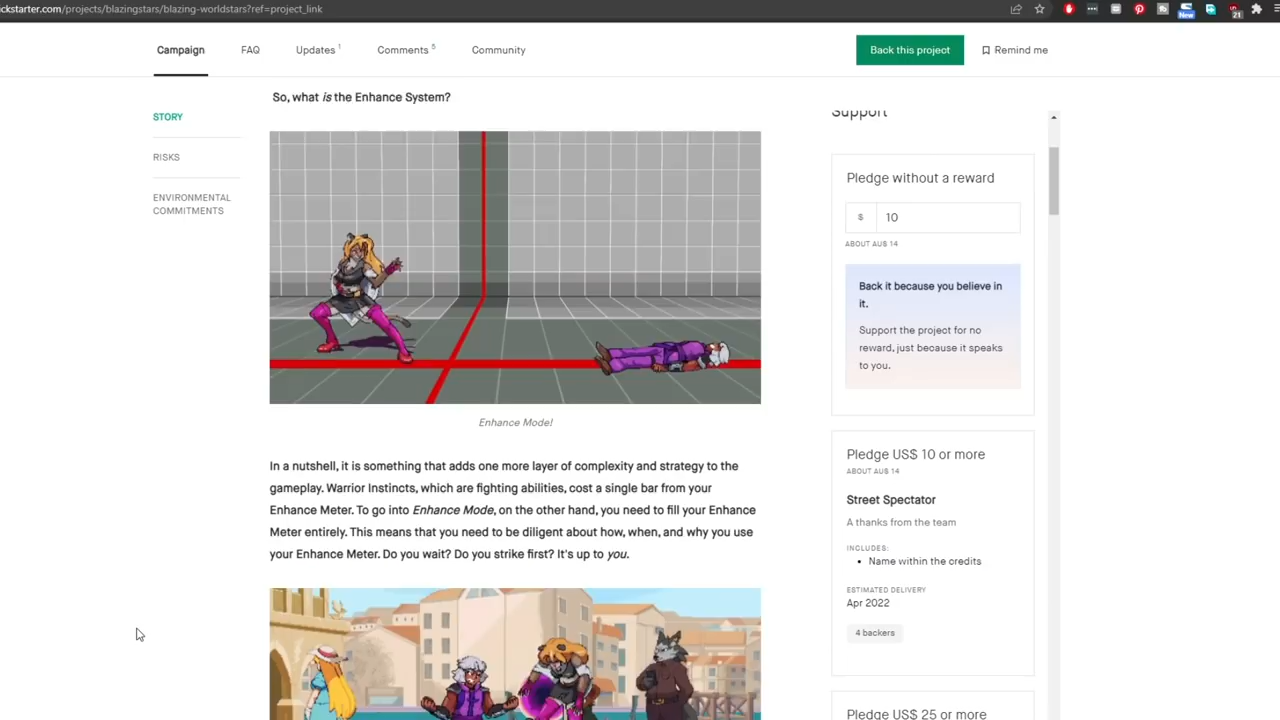 ickstarter.com/projects/blazingstars/blazing-worldstars?ref=project_link
New
21
Campaign
FAQ
Updates 1
Comments 5
Community
Back this project
Remind me
STORY
RISKS
ENVIRONMENTAL
COMMITMENTS
So, what is the Enhance System?
Enhance Mode!
In a nutshell, it is something that adds one more layer of complexity and strategy to the
gameplay. Warrior Instincts, which are fighting abilities, cost a single bar from your
Enhance Meter. To go into Enhance Mode, on the other hand, you need to fill your Enhance
Meter entirely. This means that you need to be diligent about how, when, and why you use
your Enhance Meter. Do you wait? Do you strike first? It's up to you.
Support
Pledge without a reward
$ 10
ABOUT AU$ 14
Back it because you believe in
it.
Support the project for no
reward, just because it speaks
to you.
Pledge US$ 10 or more
ABOUT AU$ 14
Street Spectator
A thanks from the team
INCLUDES:
• Name within the credits
ESTIMATED DELIVERY
Apr 2022
4 backers
Pledge US$ 25 or more